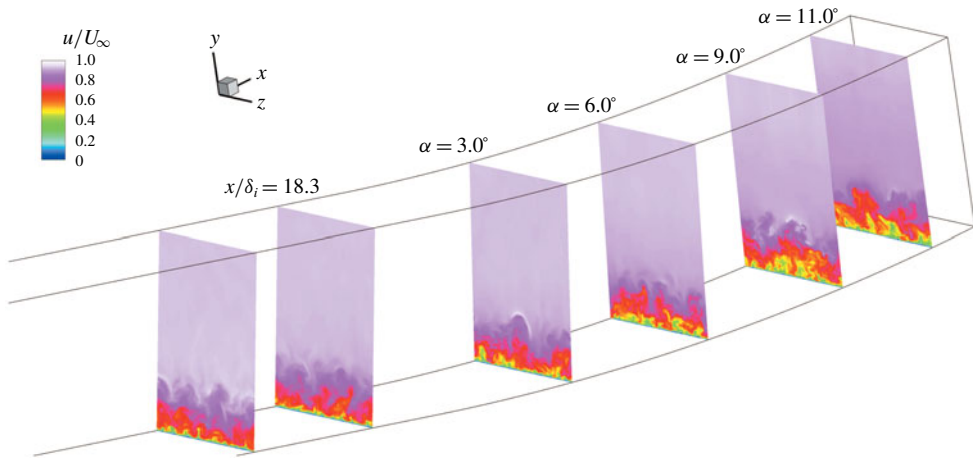 u/U∞
1.0
0.8
0.6
0.4
0.2
0
y
x
z
x/δi = 18.3
α = 3.0°
α = 6.0°
α = 9.0°
α = 11.0°